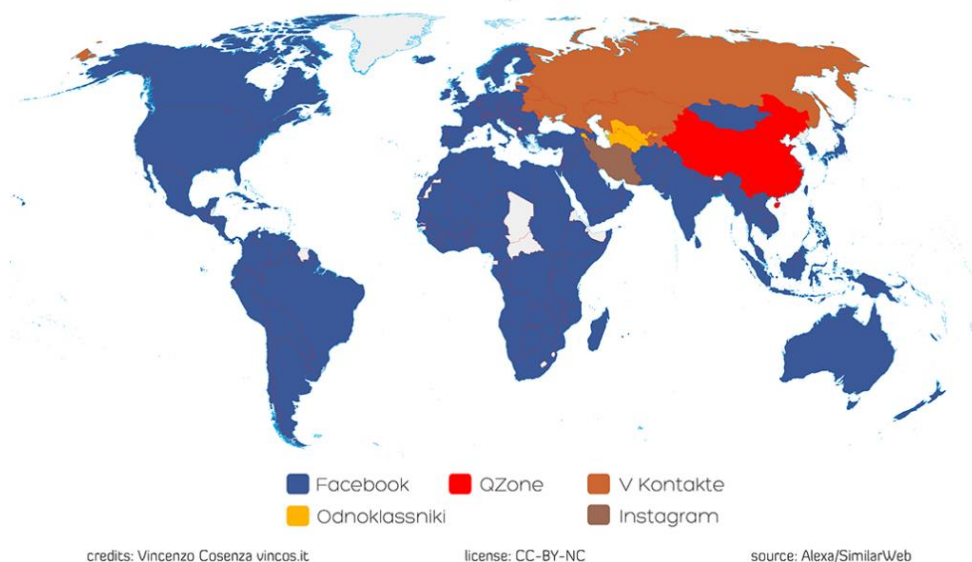 Facebook QZone V Kontakte
Odnoklassniki Instagram
credits: Vincenzo Cosenza vincos.it license: CC-BY-NC source: Alexa/SimilarWeb